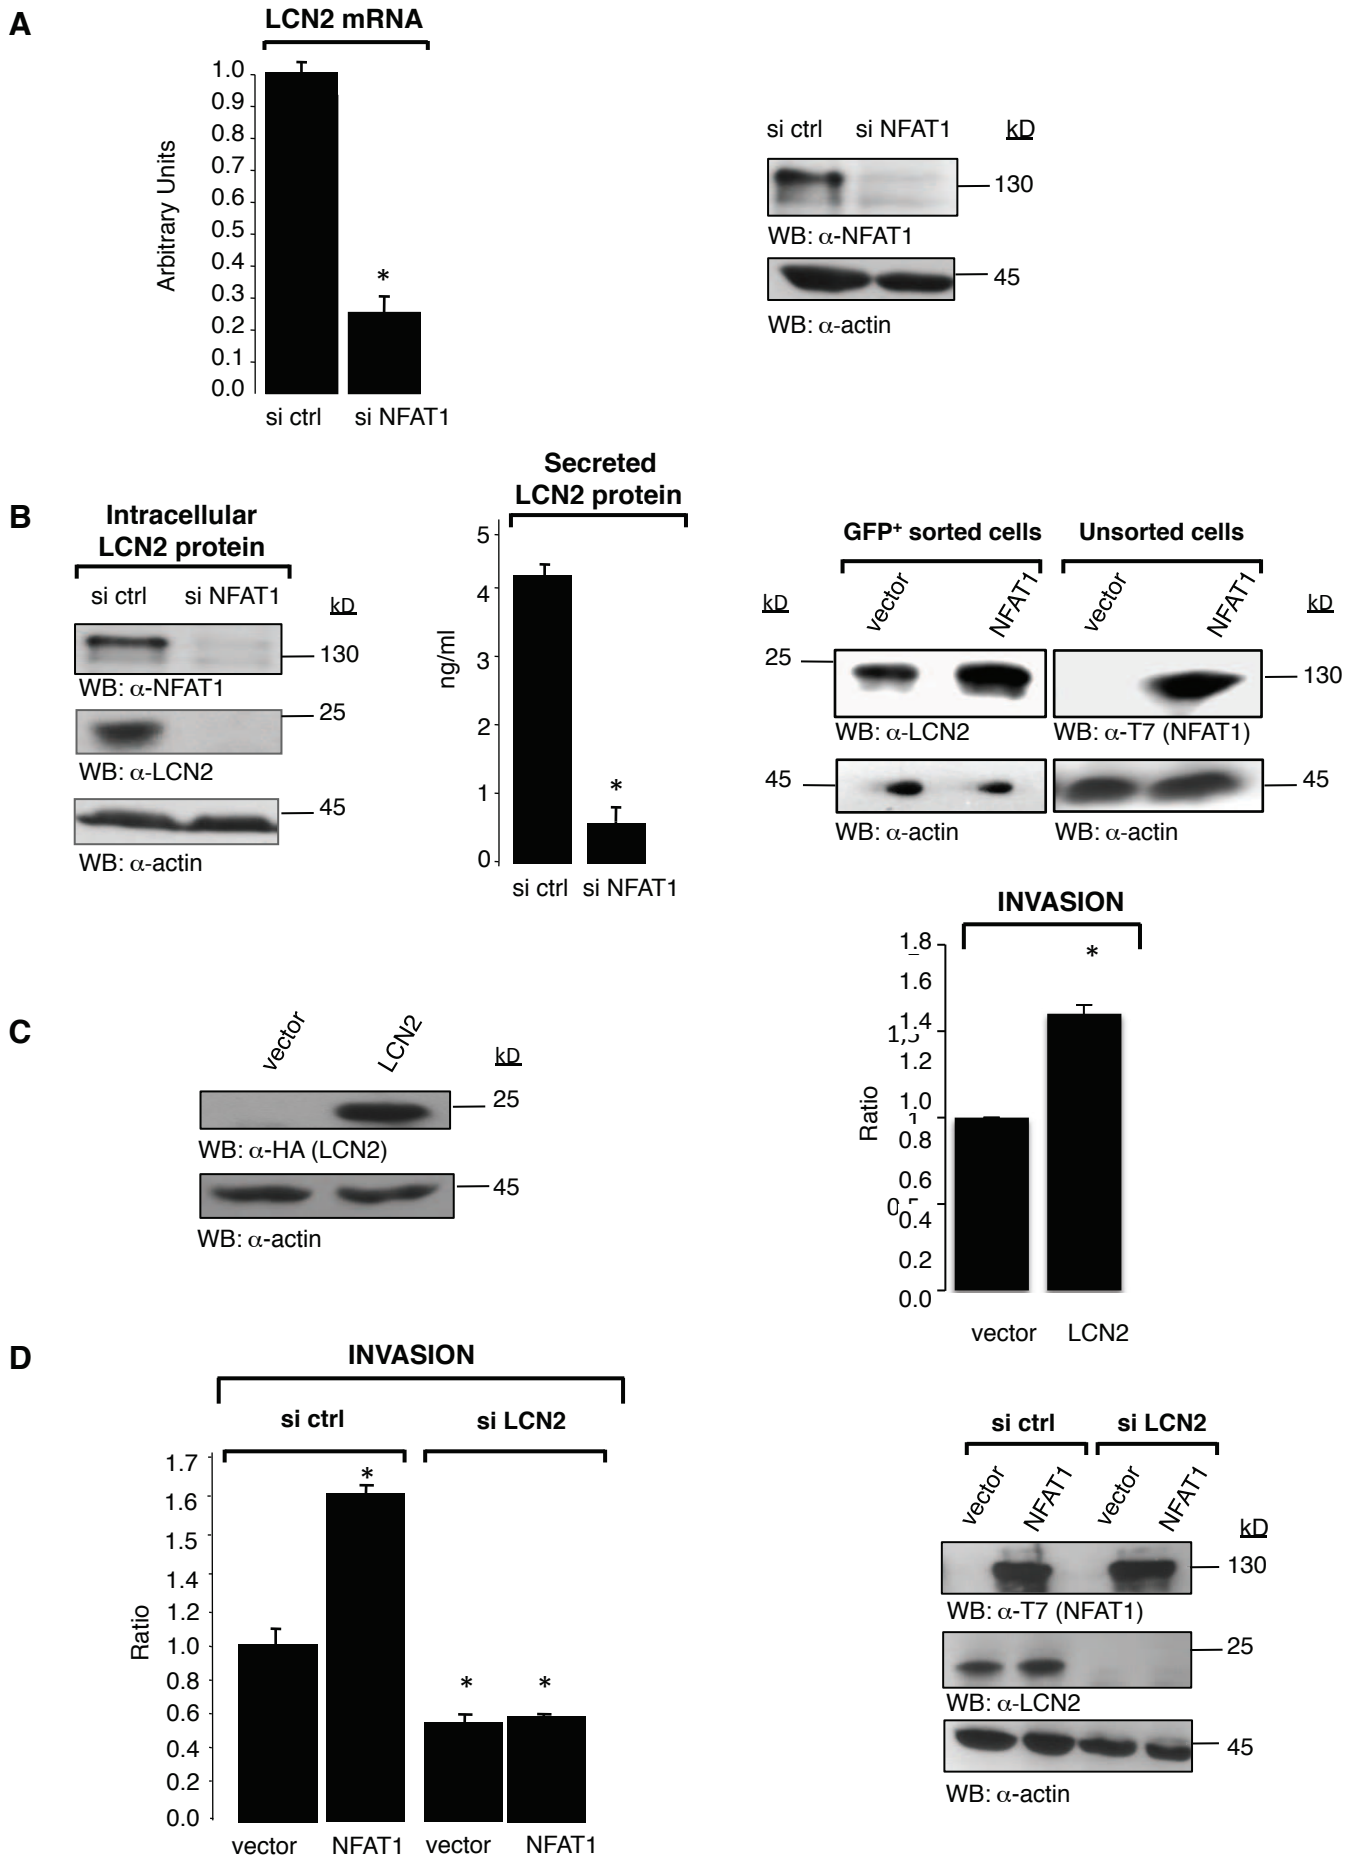 A
LCN2 mRNA
Arbitrary Units
1.0
0.9
0.8
0.7
0.6
0.5
0.4
0.3
0.2
0.1
0.0
*
si ctrl si NFAT1
si ctrl si NFAT1 kD
130
WB: α-NFAT1
45
WB: α-actin
B
Intracellular
LCN2 protein
si ctrl si NFAT1
kD
130
WB: α-NFAT1
25
WB: α-LCN2
45
WB: α-actin
Secreted
LCN2 protein
ng/ml
5
4
3
2
1
0
*
si ctrl si NFAT1
GFP+ sorted cells Unsorted cells
kD vector NFAT1 vector NFAT1 kD
25 130
WB: α-LCN2 WB: α-T7 (NFAT1)
45 45
WB: α-actin WB: α-actin
C
vector LCN2
kD
25
WB: α-HA (LCN2)
45
WB: α-actin
INVASION
Ratio
1.8
1.6
1.4
1,5
1.2
1.0
1
0.8
0.6
0.4
0.2
0.0
*
vector LCN2
D
INVASION
si ctrl si LCN2
Ratio
1.7
1.6
1.5
1.4
1.2
1.0
0.8
0.6
0.4
0.2
0.0
*
* *
vector NFAT1 vector NFAT1
si ctrl si LCN2
vector NFAT1 vector NFAT1
kD
130
WB: α-T7 (NFAT1)
25
WB: α-LCN2
45
WB: α-actin